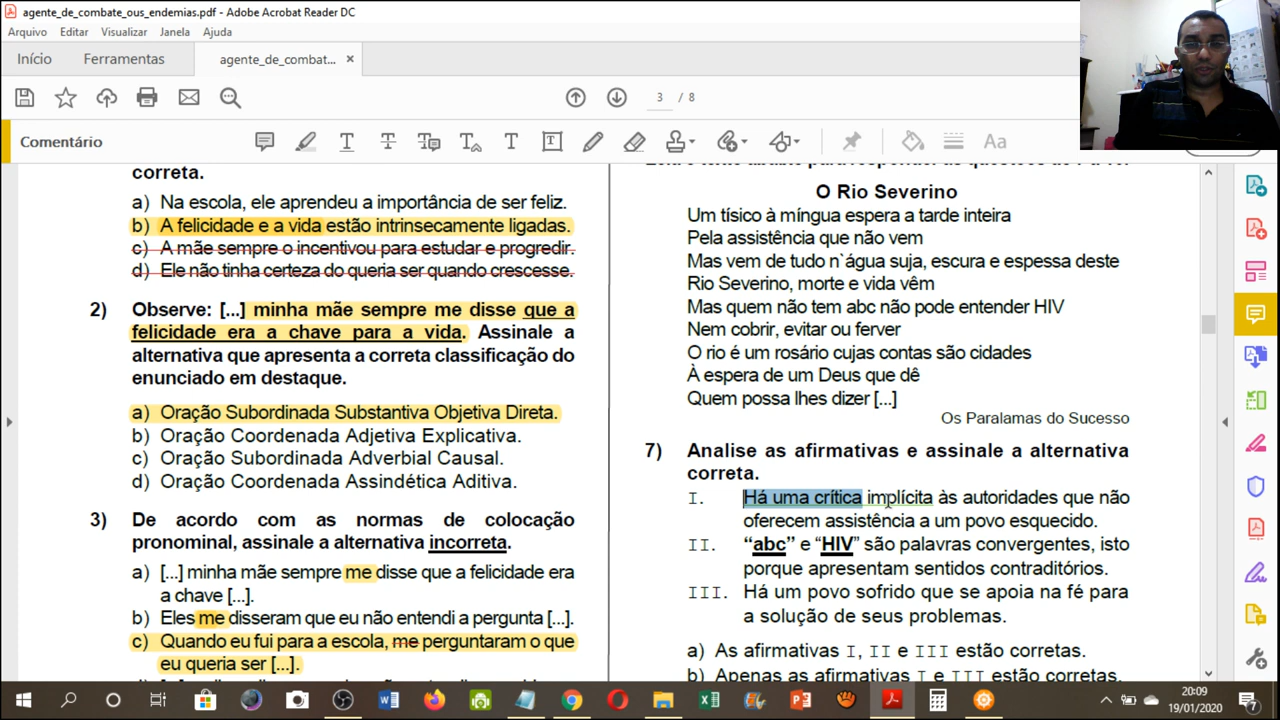 agente_de_combate_ous_endemias.pdf - Adobe Acrobat Reader DC
Arquivo Editar Visualizar Janela Ajuda
Início Ferramentas agente_de_combat... ×
3 / 8
Comentário
correta.
a) Na escola, ele aprendeu a importância de ser feliz.
b) A felicidade e a vida estão intrinsecamente ligadas.
c) A mãe sempre o incentivou para estudar e progredir.
d) Ele não tinha certeza do queria ser quando crescesse.
2) Observe: [...] minha mãe sempre me disse que a
felicidade era a chave para a vida. Assinale a
alternativa que apresenta a correta classificação do
enunciado em destaque.
a) Oração Subordinada Substantiva Objetiva Direta.
b) Oração Coordenada Adjetiva Explicativa.
c) Oração Subordinada Adverbial Causal.
d) Oração Coordenada Assindética Aditiva.
3) De acordo com as normas de colocação
pronominal, assinale a alternativa incorreta.
a) [...] minha mãe sempre me disse que a felicidade era
a chave [...].
b) Eles me disseram que eu não entendi a pergunta [...].
c) Quando eu fui para a escola, me perguntaram o que
eu queria ser [...].
O Rio Severino
Um tísico à míngua espera a tarde inteira
Pela assistência que não vem
Mas vem de tudo n`água suja, escura e espessa deste
Rio Severino, morte e vida vêm
Mas quem não tem abc não pode entender HIV
Nem cobrir, evitar ou ferver
O rio é um rosário cujas contas são cidades
À espera de um Deus que dê
Quem possa lhes dizer [...]
Os Paralamas do Sucesso
7) Analise as afirmativas e assinale a alternativa
correta.
I. Há uma crítica implícita às autoridades que não
oferecem assistência a um povo esquecido.
II. “abc” e “HIV” são palavras convergentes, isto
porque apresentam sentidos contraditórios.
III. Há um povo sofrido que se apoia na fé para
a solução de seus problemas.
a) As afirmativas I, II e III estão corretas.
b) Apenas as afirmativas I e III estão corretas.
20:09
19/01/2020
7